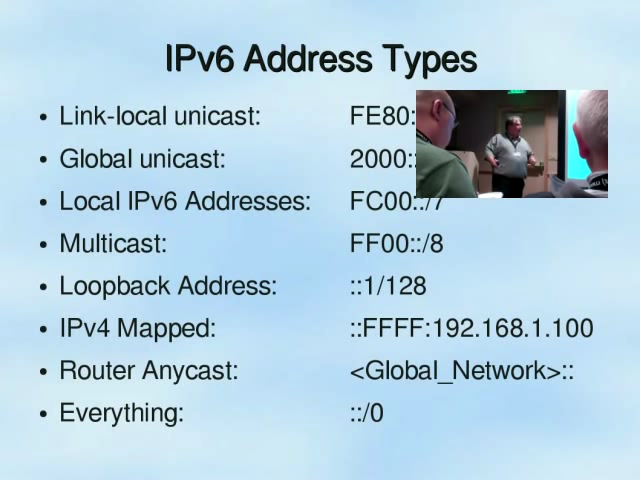 IPv6 Address Types
• Link-local unicast: FE80:
• Global unicast: 2000:
• Local IPv6 Addresses: FC00::/7
• Multicast: FF00::/8
• Loopback Address: ::1/128
• IPv4 Mapped: ::FFFF:192.168.1.100
• Router Anycast: <Global_Network>::
• Everything: ::/0